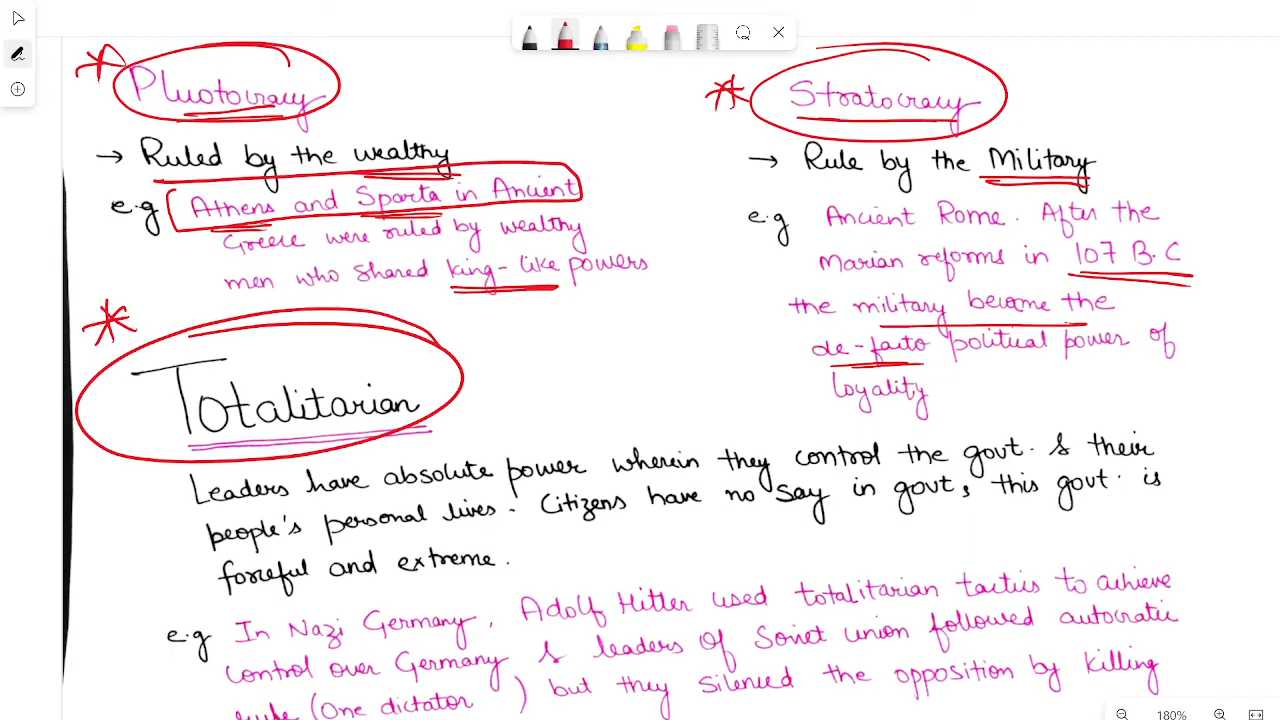 Plutocracy
→ Ruled by the wealthy
e.g Athens and Sparta in Ancient
Greece were ruled by wealthy
men who shared king-like powers
Stratocracy
→ Rule by the Military
e.g Ancient Rome. After the
Marian reforms in 107 B.C
the military become the
de-facto political power of
loyality
Totalitarian
Leaders have absolute power wherein they control the govt. & their
people's personal lives. Citizens have no say in govt, this govt. is
forceful and extreme.
e.g In Nazi Germany, Adolf Hitler used totalitarian tactics to achieve
control over Germany & leaders of Soviet union followed autocratic
rule (One dictator ) but they silenced the opposition by killing
180%